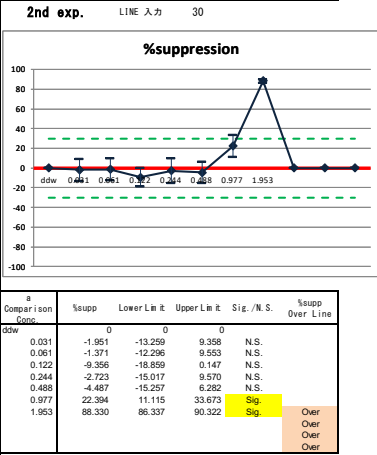 2nd exp. LINE 入力 30
%suppression
100
80
60
40
20
0
-20
-40
-60
-80
-100
ddw 0.031 0.061 0.122 0.244 0.488 0.977 1.953
a
Comparison Conc. %supp LowerLimit UpperLimit Sig./N.S. %supp Over Line
ddw 0 0 0
0.031 -1.951 -13.259 9.358 N.S.
0.061 -1.371 -12.296 9.553 N.S.
0.122 -9.356 -18.859 0.147 N.S.
0.244 -2.723 -15.017 9.570 N.S.
0.488 -4.487 -15.257 6.282 N.S.
0.977 22.394 11.115 33.673 Sig.
1.953 88.330 86.337 90.322 Sig. Over
Over
Over
Over